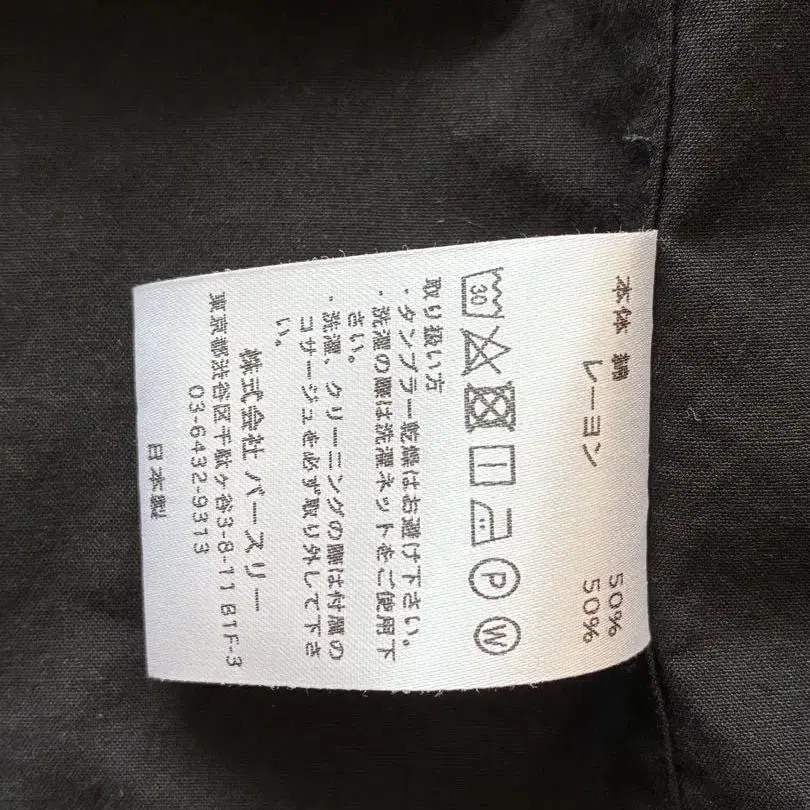 本体 綿 50%
レーヨン 50%
30
P
W
取り扱い方
・タンブラー乾燥はお避け下さい。
・洗濯の際は洗濯ネットをご使用下
さい。
・洗濯、クリーニングの際は付属の
コサージュを必ず取り外して下さ
い。
株式会社 バースリー
東京都渋谷区千駄ケ谷3-8-11 B1F-3
03-6432-9313
日本製